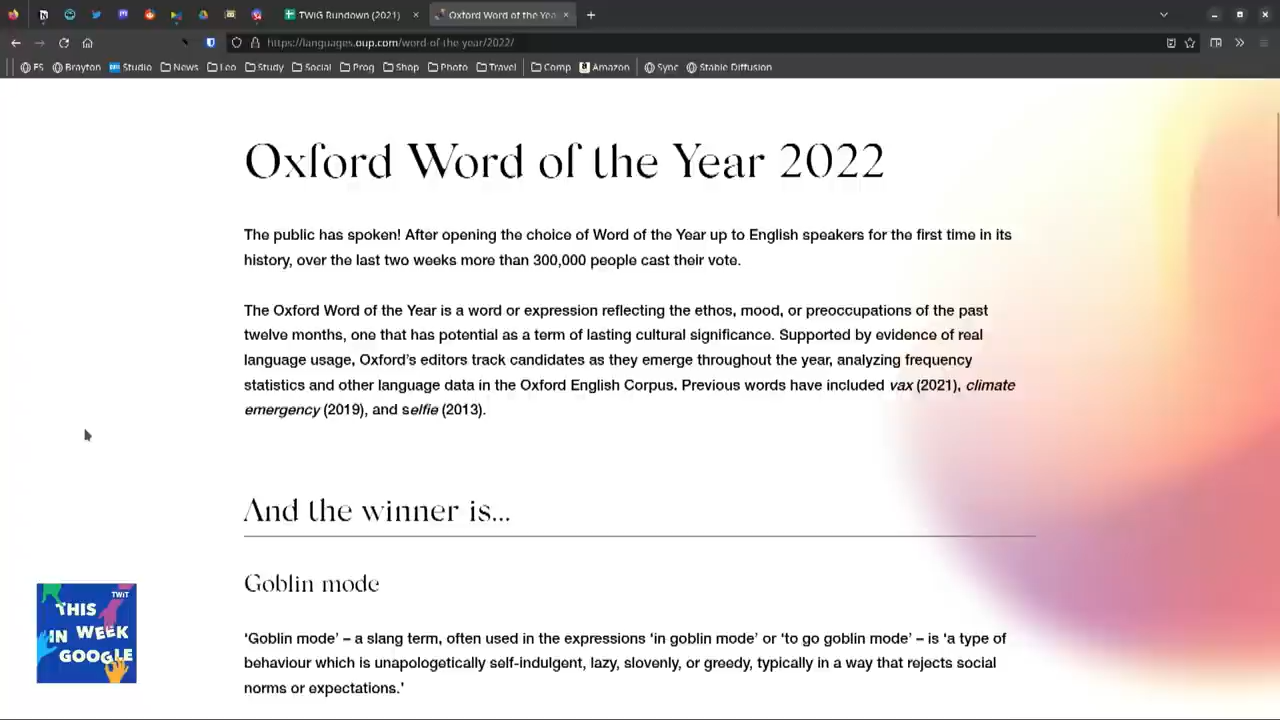 TWiG Rundown (2021)
Oxford Word of the Yea
https://languages.oup.com/word-of-the-year/2022/
FS
Brayton
Studio
News
Leo
Study
Social
Prog
Shop
Photo
Travel
Comp
Amazon
Sync
Stable Diffusion
Oxford Word of the Year 2022
The public has spoken! After opening the choice of Word of the Year up to English speakers for the first time in its
history, over the last two weeks more than 300,000 people cast their vote.
The Oxford Word of the Year is a word or expression reflecting the ethos, mood, or preoccupations of the past
twelve months, one that has potential as a term of lasting cultural significance. Supported by evidence of real
language usage, Oxford's editors track candidates as they emerge throughout the year, analyzing frequency
statistics and other language data in the Oxford English Corpus. Previous words have included vax (2021), climate
emergency (2019), and selfie (2013).
And the winner is...
Goblin mode
'Goblin mode' – a slang term, often used in the expressions 'in goblin mode' or 'to go goblin mode' – is 'a type of
behaviour which is unapologetically self-indulgent, lazy, slovenly, or greedy, typically in a way that rejects social
norms or expectations.'
TWiT
THIS
IN WEEK
GOOGLE